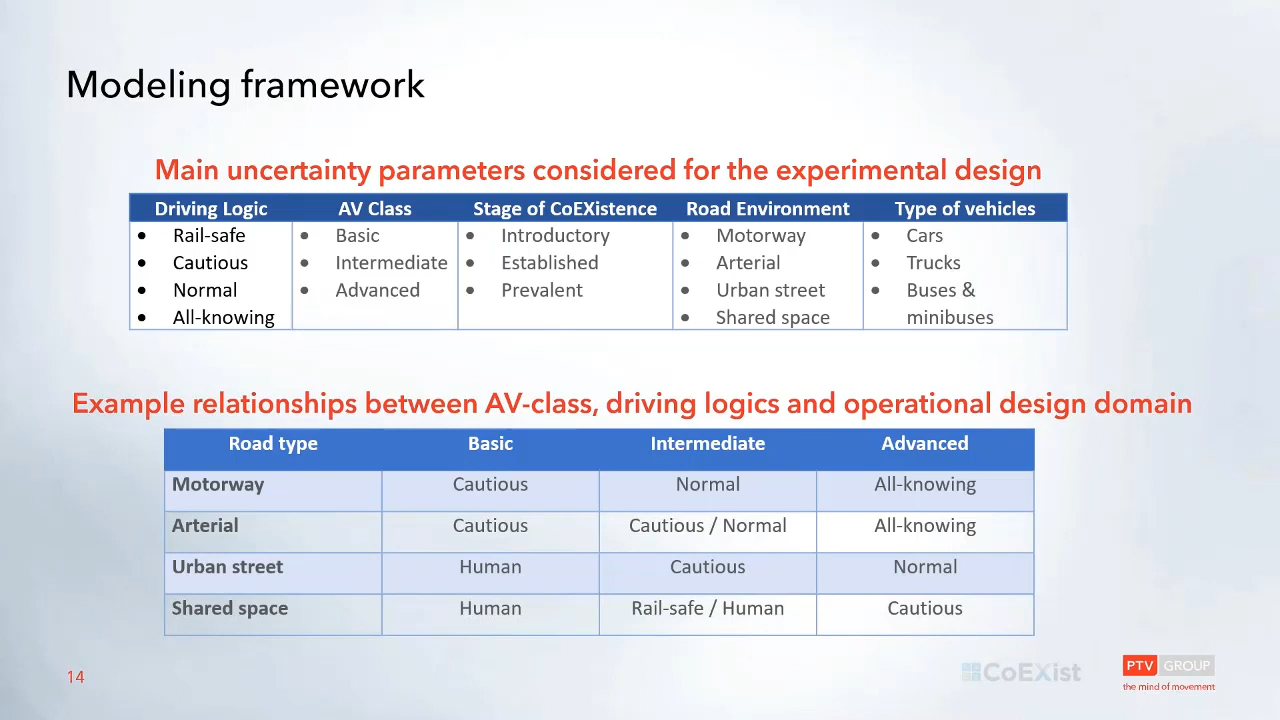 Modeling framework
Main uncertainty parameters considered for the experimental design
Driving Logic AV Class Stage of CoEXistence Road Environment Type of vehicles
• Rail-safe • Basic • Introductory • Motorway • Cars
• Cautious • Intermediate • Established • Arterial • Trucks
• Normal • Advanced • Prevalent • Urban street • Buses &
• All-knowing • Shared space minibuses
Example relationships between AV-class, driving logics and operational design domain
Road type Basic Intermediate Advanced
Motorway Cautious Normal All-knowing
Arterial Cautious Cautious / Normal All-knowing
Urban street Human Cautious Normal
Shared space Human Rail-safe / Human Cautious
14
CoEXist
PTV GROUP
the mind of movement